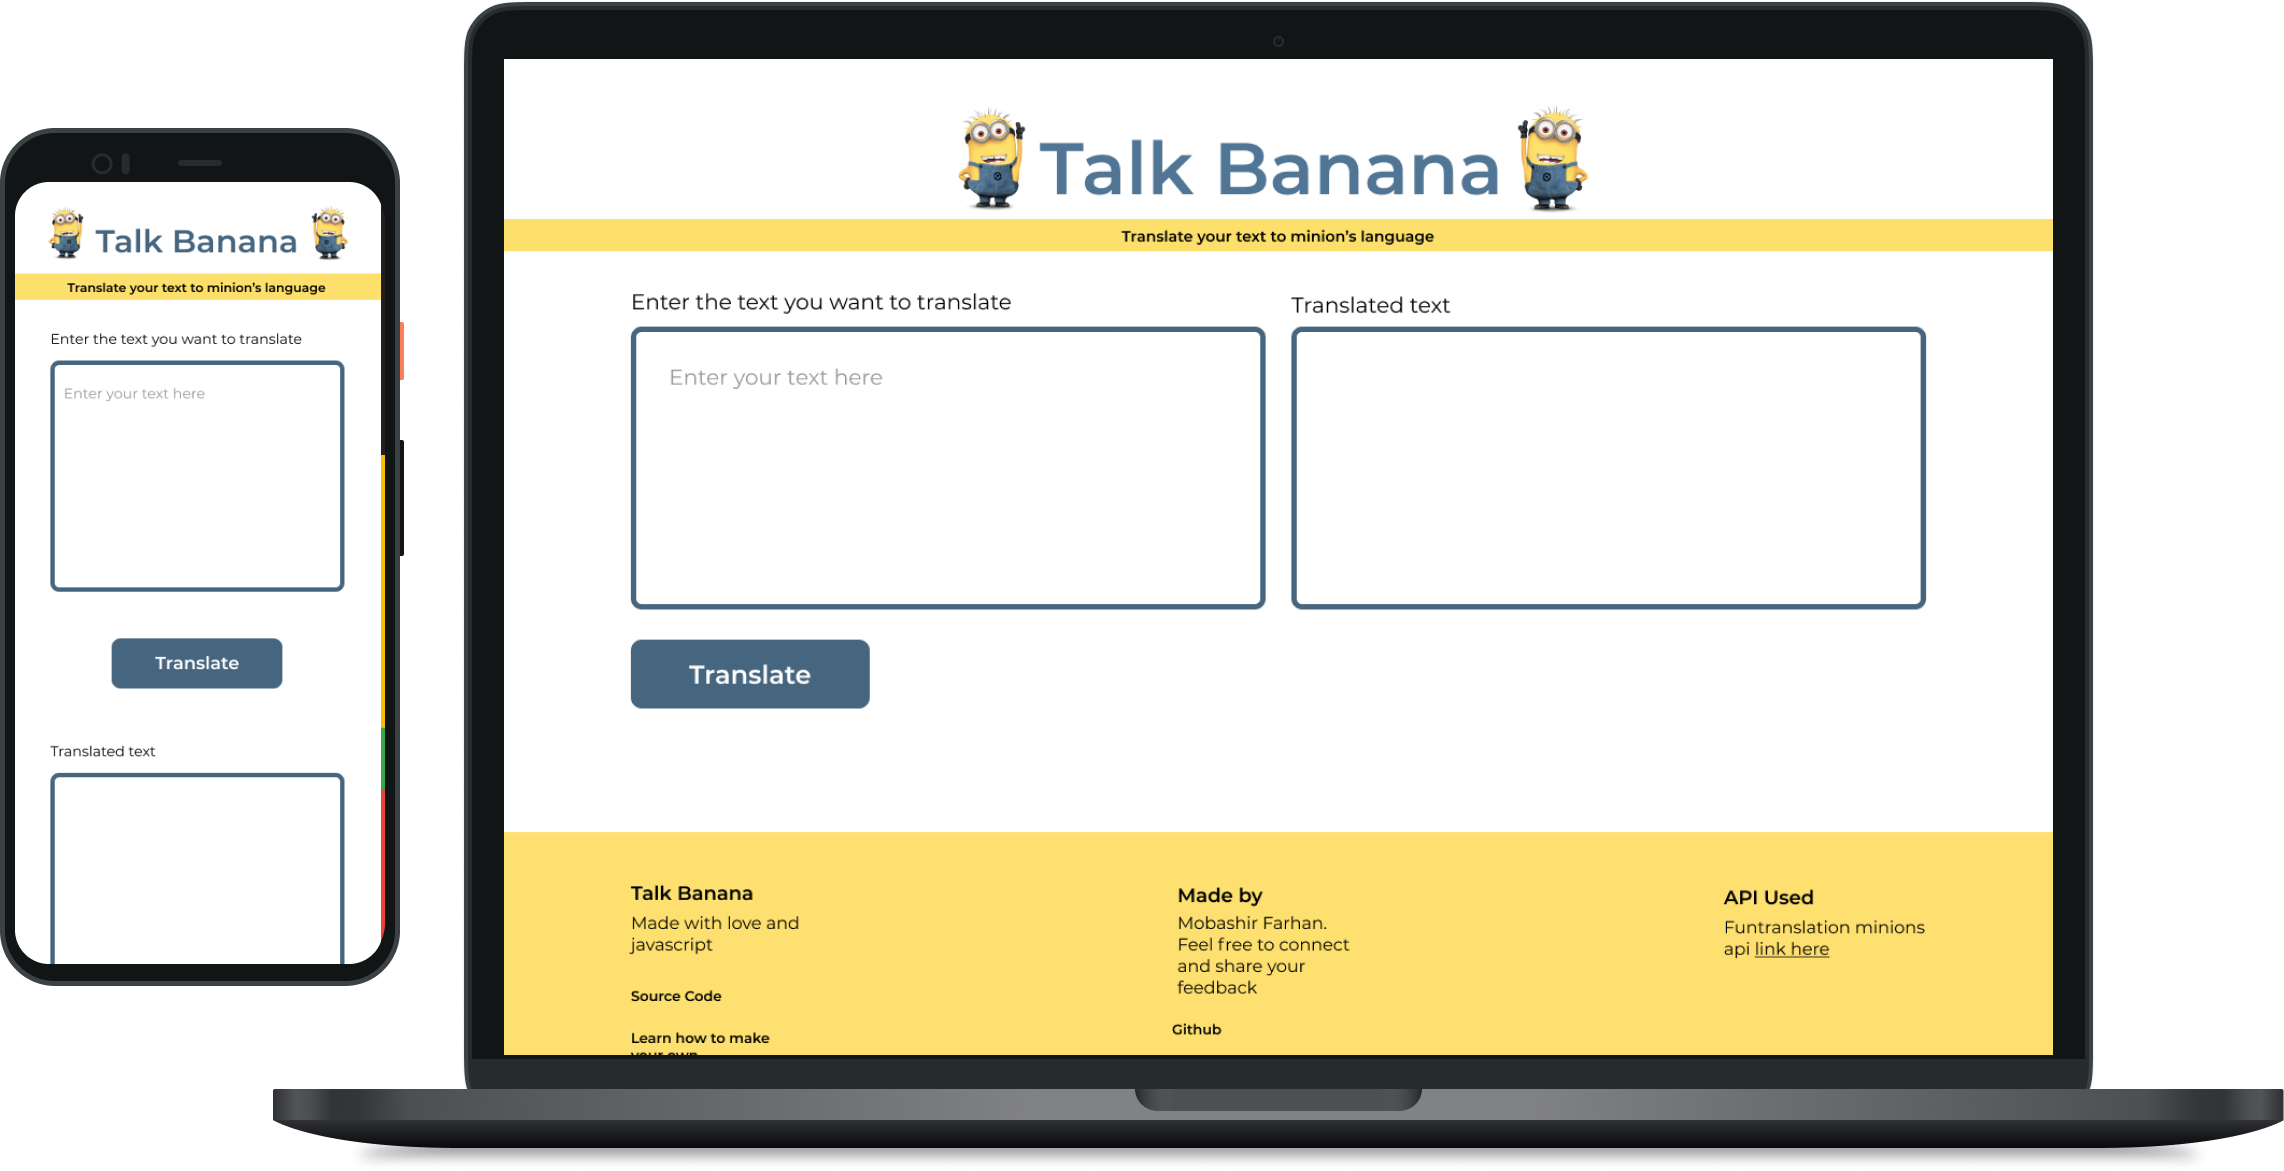 Talk Banana
Translate your text to minion’s language
Enter the text you want to translate
Enter your text here
Translate
Translated text
Talk Banana
Translate your text to minion’s language
Enter the text you want to translate
Enter your text here
Translated text
Translate
Talk Banana
Made with love and
javascript
Source Code
Learn how to make
your own
Made by
Mobashir Farhan.
Feel free to connect
and share your
feedback
Github
API Used
Funtranslation minions
api link here